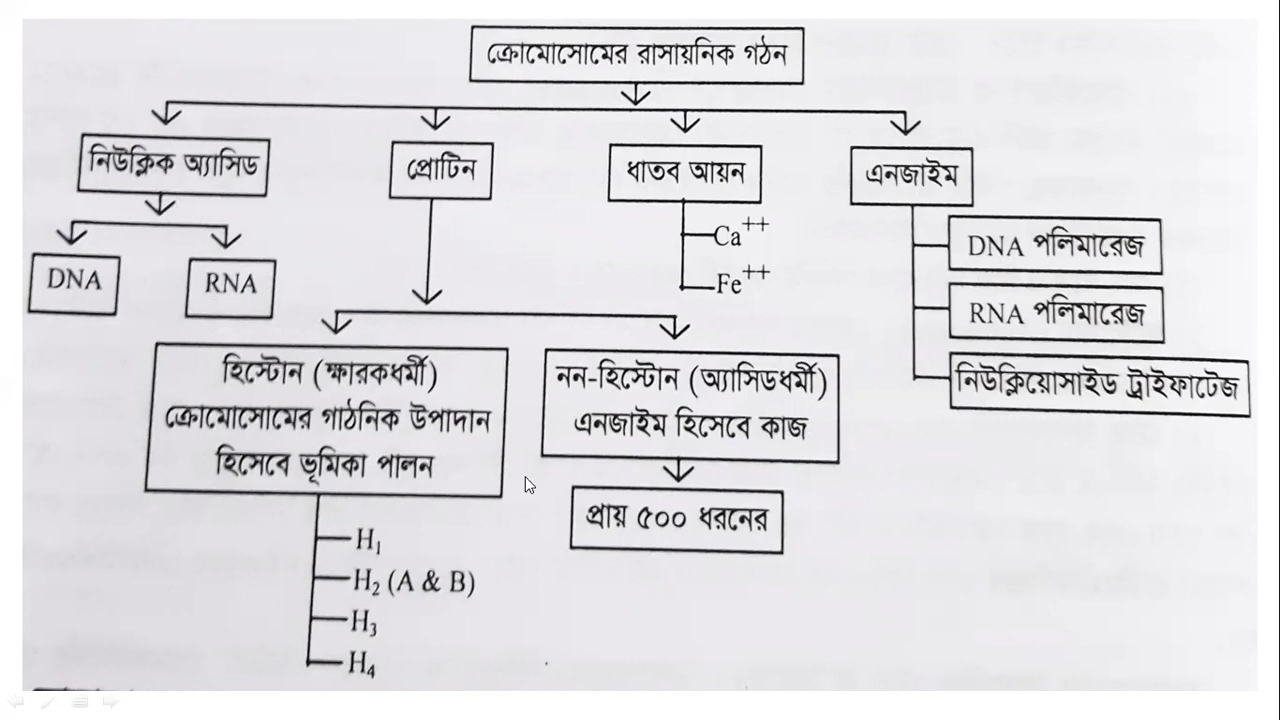 ক্রোমোসোমের রাসায়নিক গঠন
নিউক্লিক অ্যাসিড
প্রোটিন
ধাতব আয়ন
এনজাইম
DNA
RNA
Ca⁺⁺
Fe⁺⁺
DNA পলিমারেজ
RNA পলিমারেজ
নিউক্লিয়োসাইড ট্রাইফাটেজ
হিস্টোন (ক্ষারকধর্মী)
ক্রোমোসোমের গাঠনিক উপাদান
হিসেবে ভূমিকা পালন
নন-হিস্টোন (অ্যাসিডধর্মী)
এনজাইম হিসেবে কাজ
প্রায় ৫০০ ধরনের
H₁
H₂ (A & B)
H₃
H₄